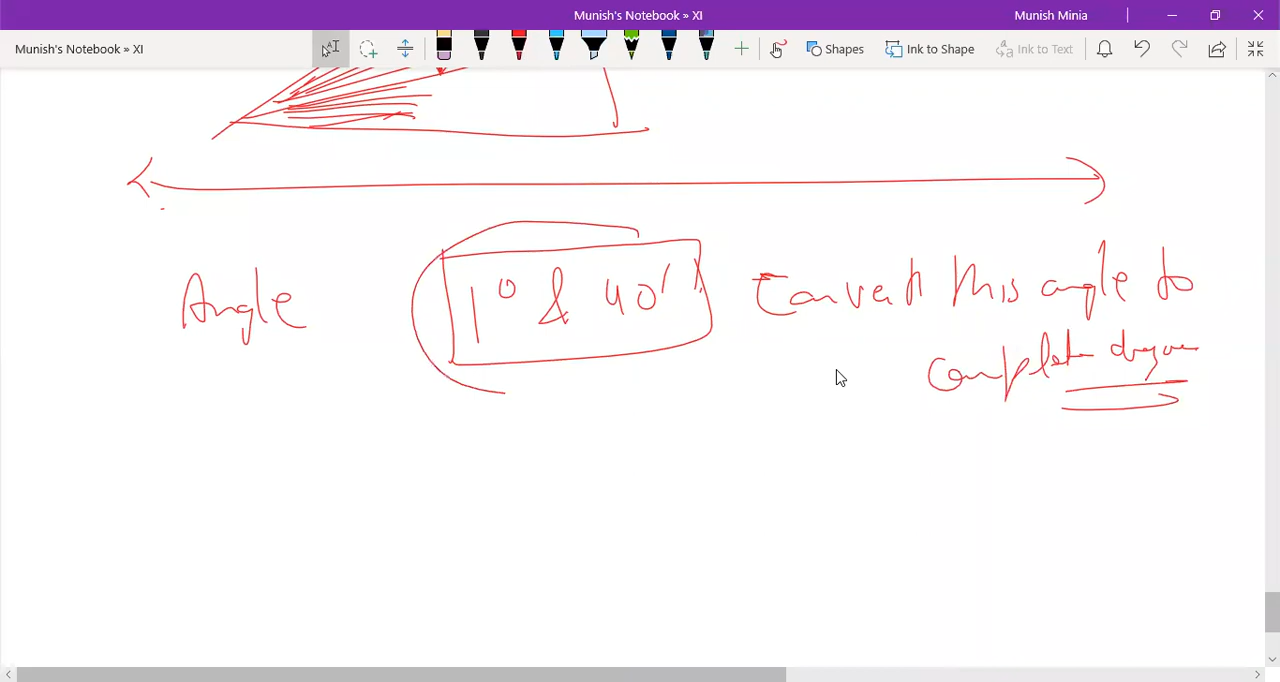 Munish's Notebook » XI
Munish Minia
Munish's Notebook » XI
Shapes
Ink to Shape
Ink to Text
Angle 1° & 40' Convert this angle to
complete degree